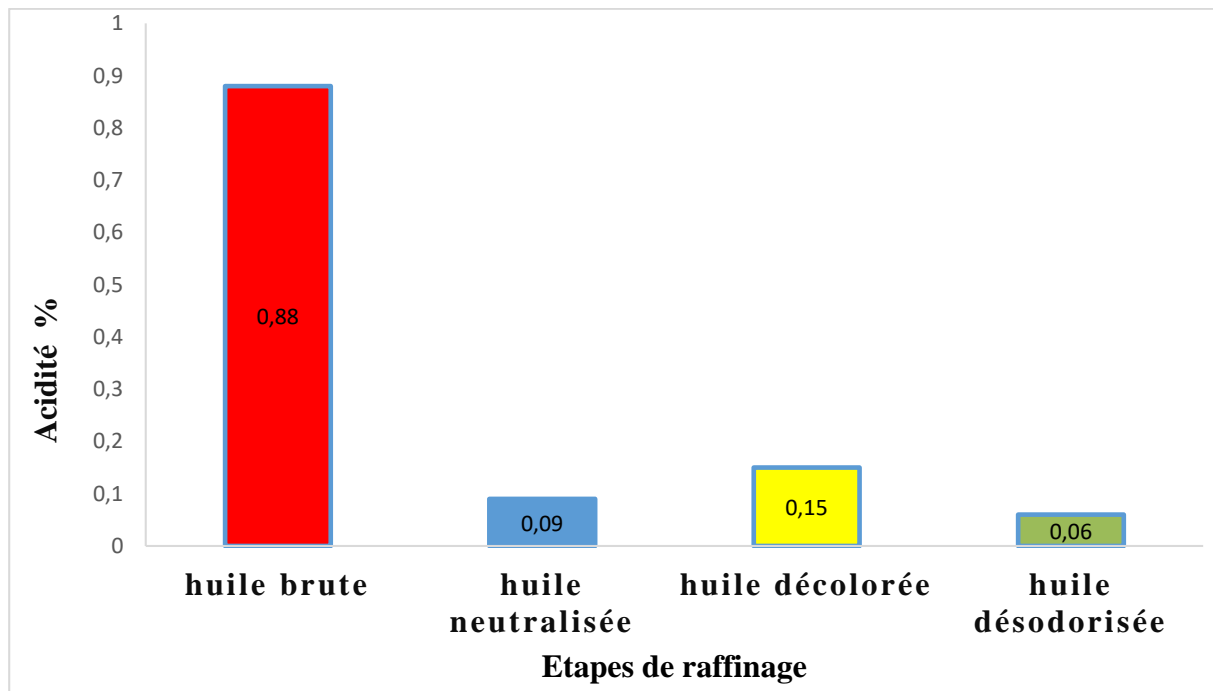 1
0,9
0,8
0,7
0,6
0,5
0,4
0,3
0,2
0,1
0
Acidité %
0,88
0,09
0,15
0,06
huile brute
huile
neutralisée
huile décolorée
huile
désodorisée
Etapes de raffinage